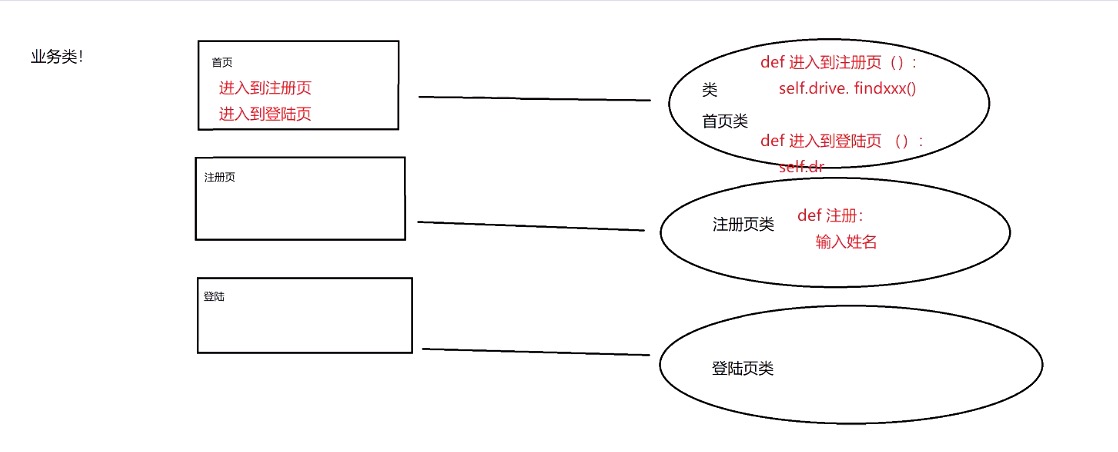 业务类！
首页
进入到注册页
进入到登陆页
类
首页类
def 进入到注册页（）：
self.drive. findxxx()
def 进入到登陆页 （）：
self.dr
注册页
注册页类
def 注册：
输入姓名
登陆
登陆页类